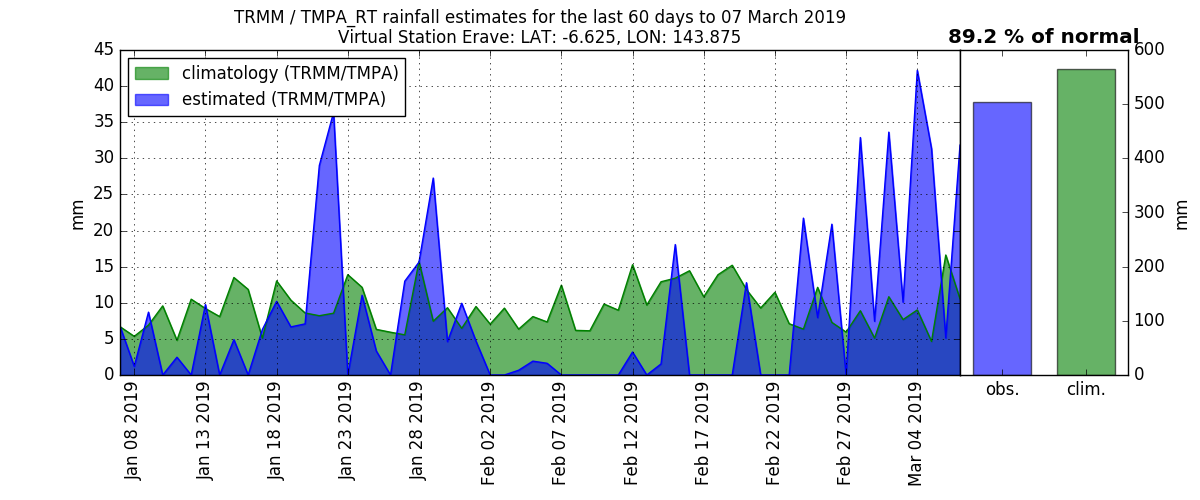 TRMM / TMPA_RT rainfall estimates for the last 60 days to 07 March 2019
Virtual Station Erave: LAT: -6.625, LON: 143.875
89.2 % of normal
climatology (TRMM/TMPA)
estimated (TRMM/TMPA)
45
40
35
30
25
20
15
10
5
0
mm
Jan 08 2019
Jan 13 2019
Jan 18 2019
Jan 23 2019
Jan 28 2019
Feb 02 2019
Feb 07 2019
Feb 12 2019
Feb 17 2019
Feb 22 2019
Feb 27 2019
Mar 04 2019
obs.
clim.
600
500
400
300
200
100
0
mm